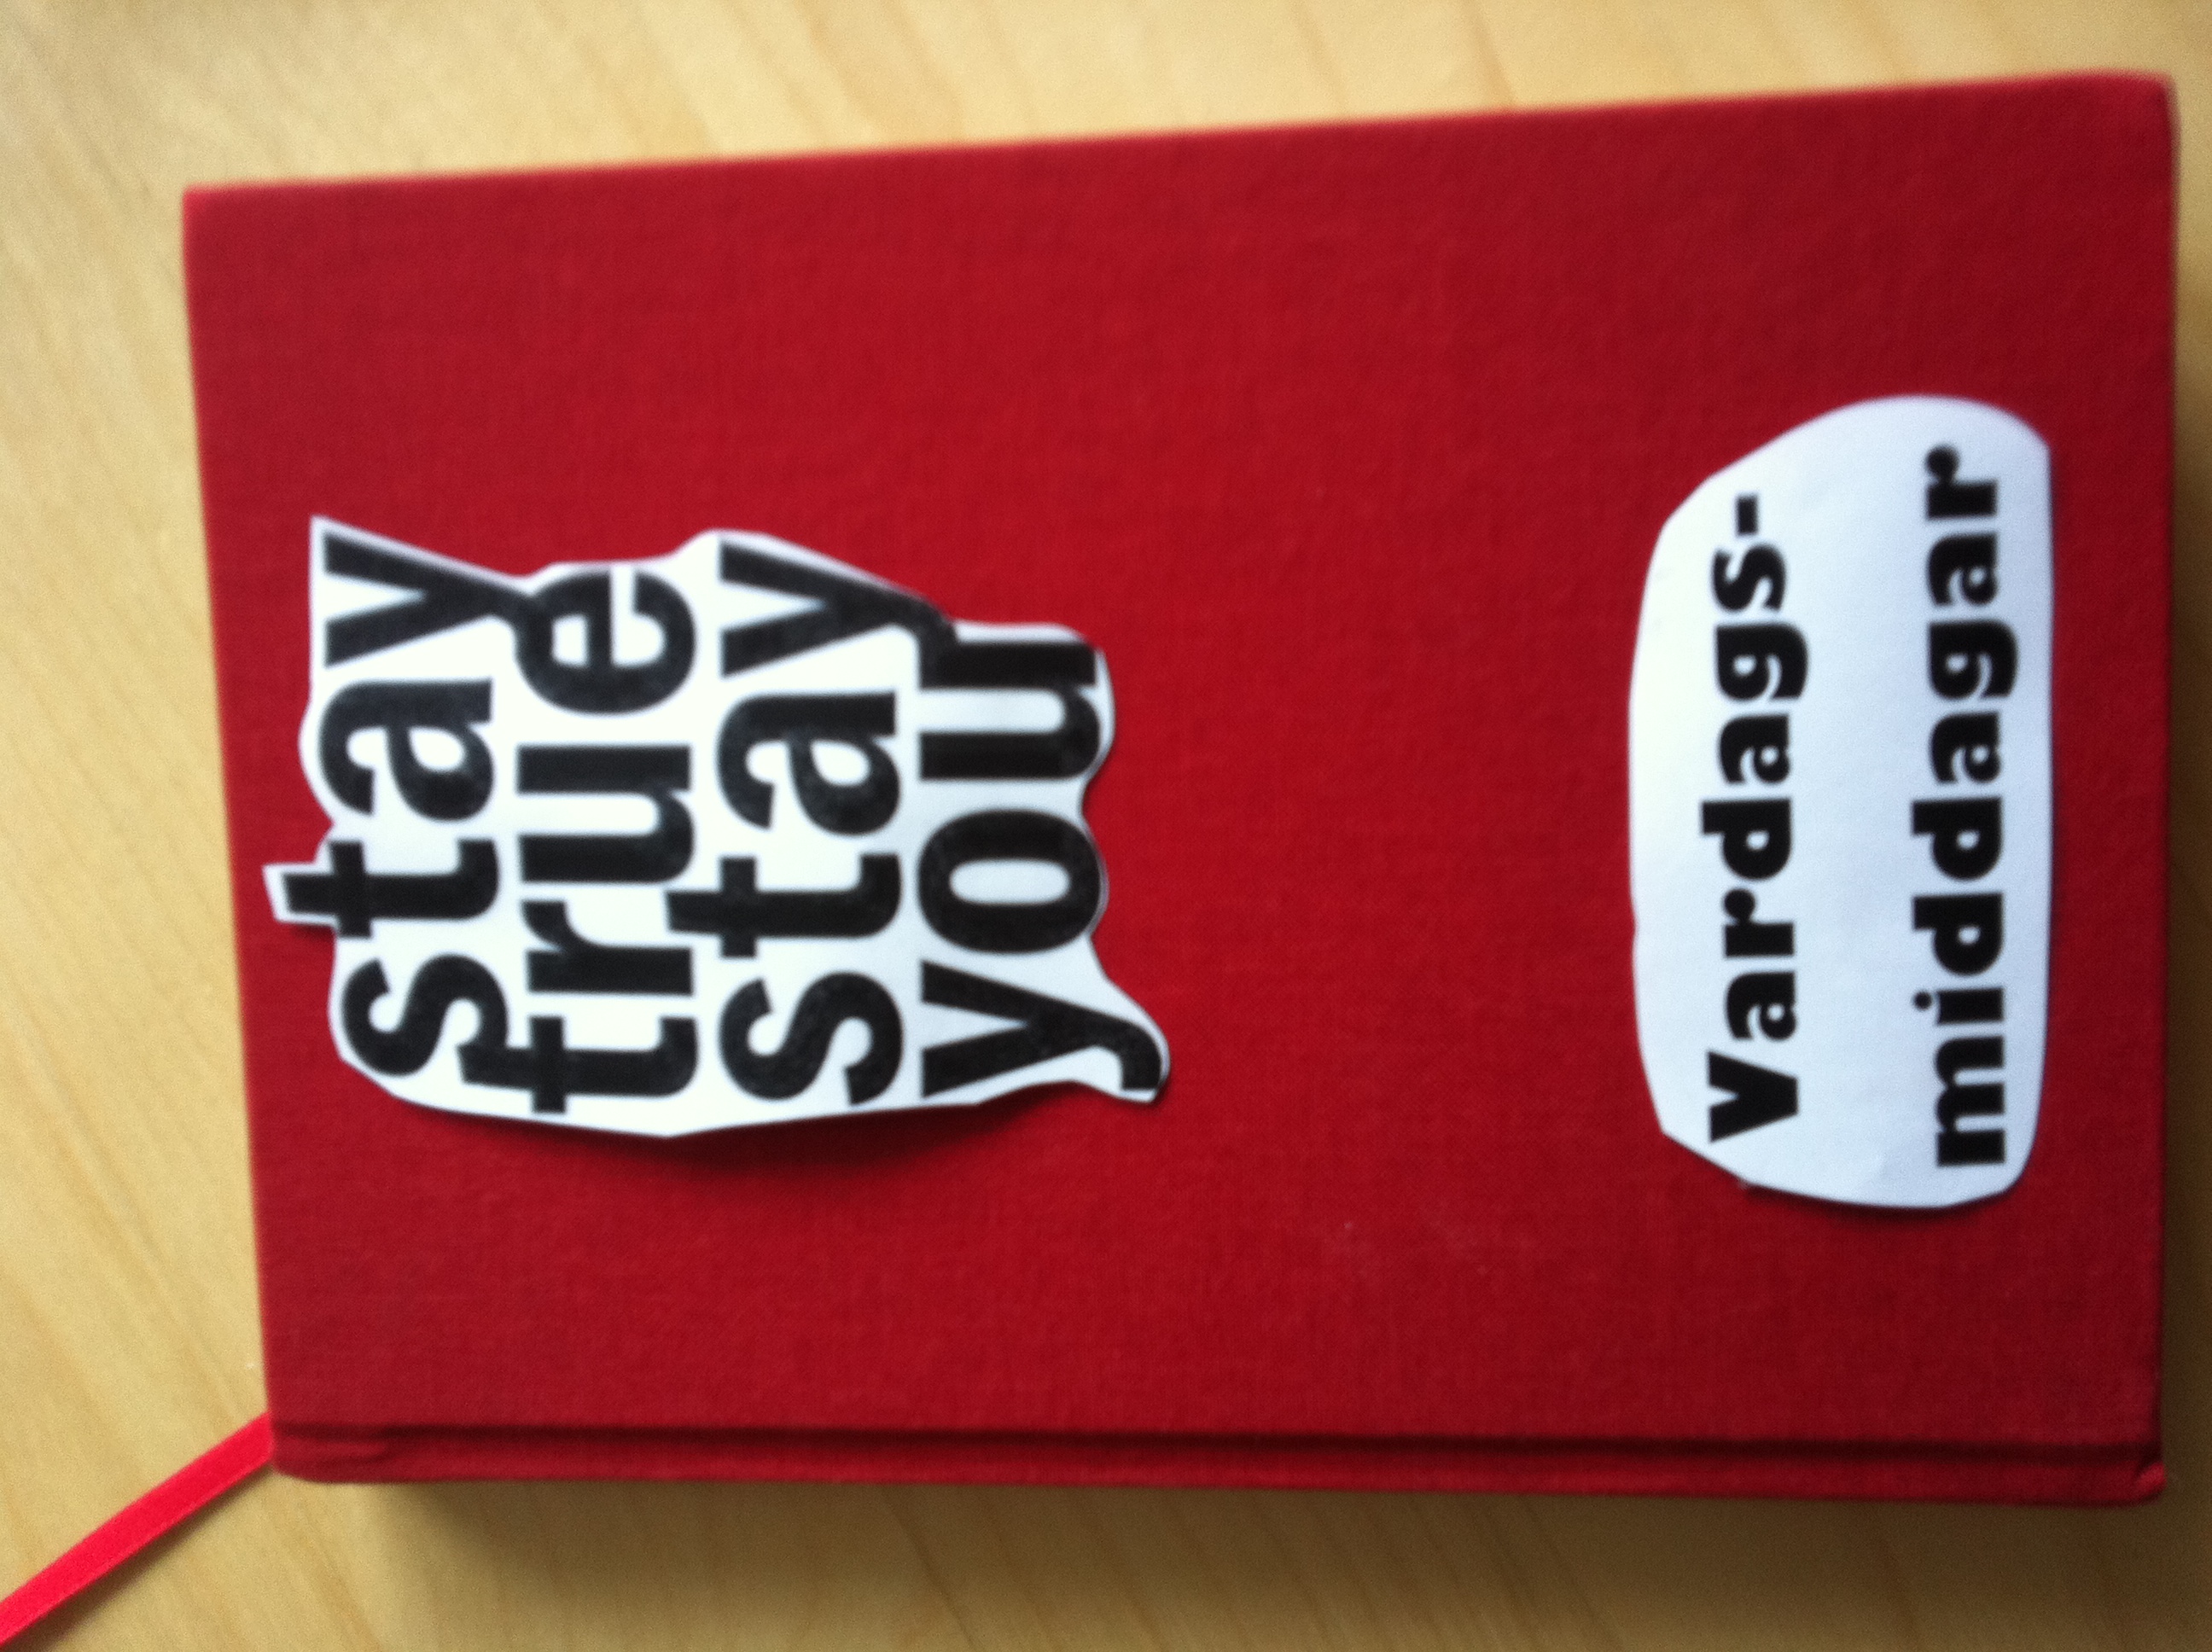 stay
true
stay
you
Vardags-
middagar